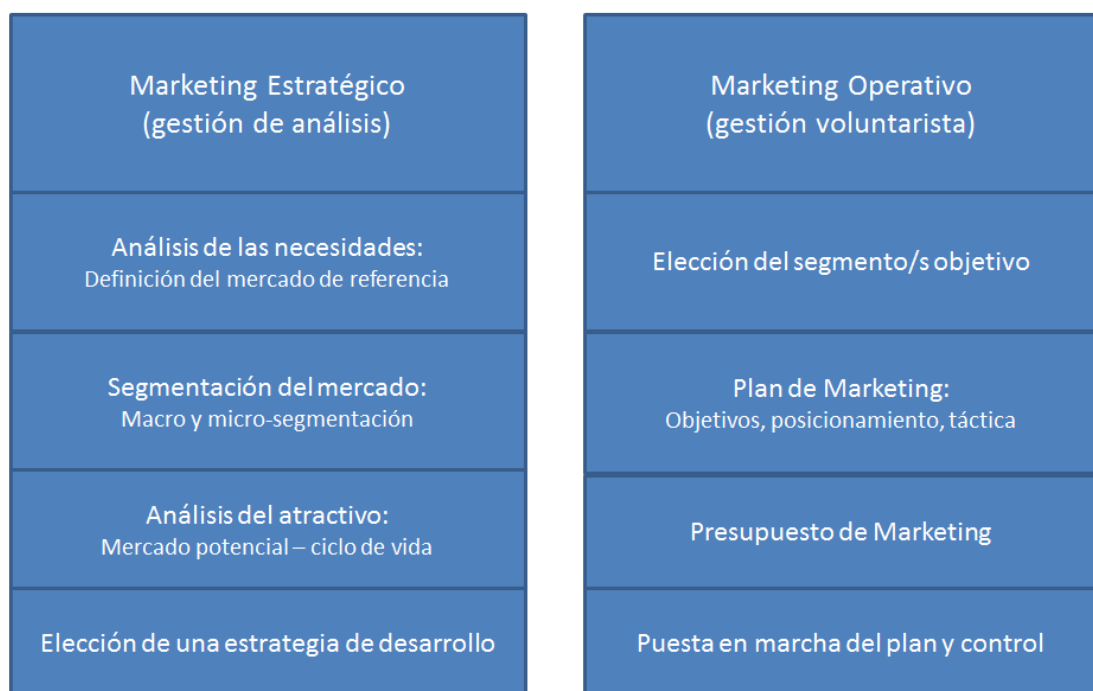 Marketing Estratégico
(gestión de análisis)
Análisis de las necesidades:
Definición del mercado de referencia
Segmentación del mercado:
Macro y micro-segmentación
Análisis del atractivo:
Mercado potencial – ciclo de vida
Elección de una estrategia de desarrollo
Marketing Operativo
(gestión voluntarista)
Elección del segmento/s objetivo
Plan de Marketing:
Objetivos, posicionamiento, táctica
Presupuesto de Marketing
Puesta en marcha del plan y control